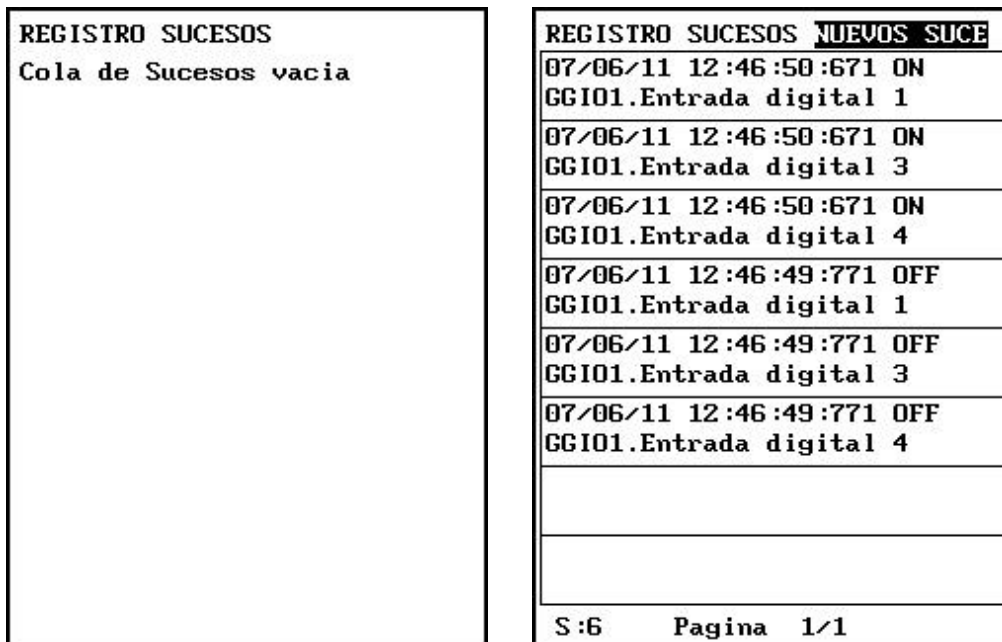 REGISTRO SUCESOS
Cola de Sucesos vacia
REGISTRO SUCESOS NUEVOS SUCE
07/06/11 12:46:50:671 ON
GGIO1.Entrada digital 1
07/06/11 12:46:50:671 ON
GGIO1.Entrada digital 3
07/06/11 12:46:50:671 ON
GGIO1.Entrada digital 4
07/06/11 12:46:49:771 OFF
GGIO1.Entrada digital 1
07/06/11 12:46:49:771 OFF
GGIO1.Entrada digital 3
07/06/11 12:46:49:771 OFF
GGIO1.Entrada digital 4
S:6 Pagina 1/1